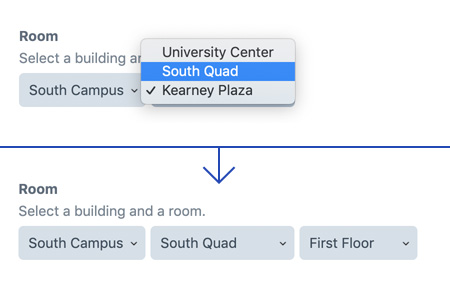 Room
Select a building an
University Center
South Quad
South Campus
✓ Kearney Plaza
Room
Select a building and a room.
South Campus South Quad First Floor